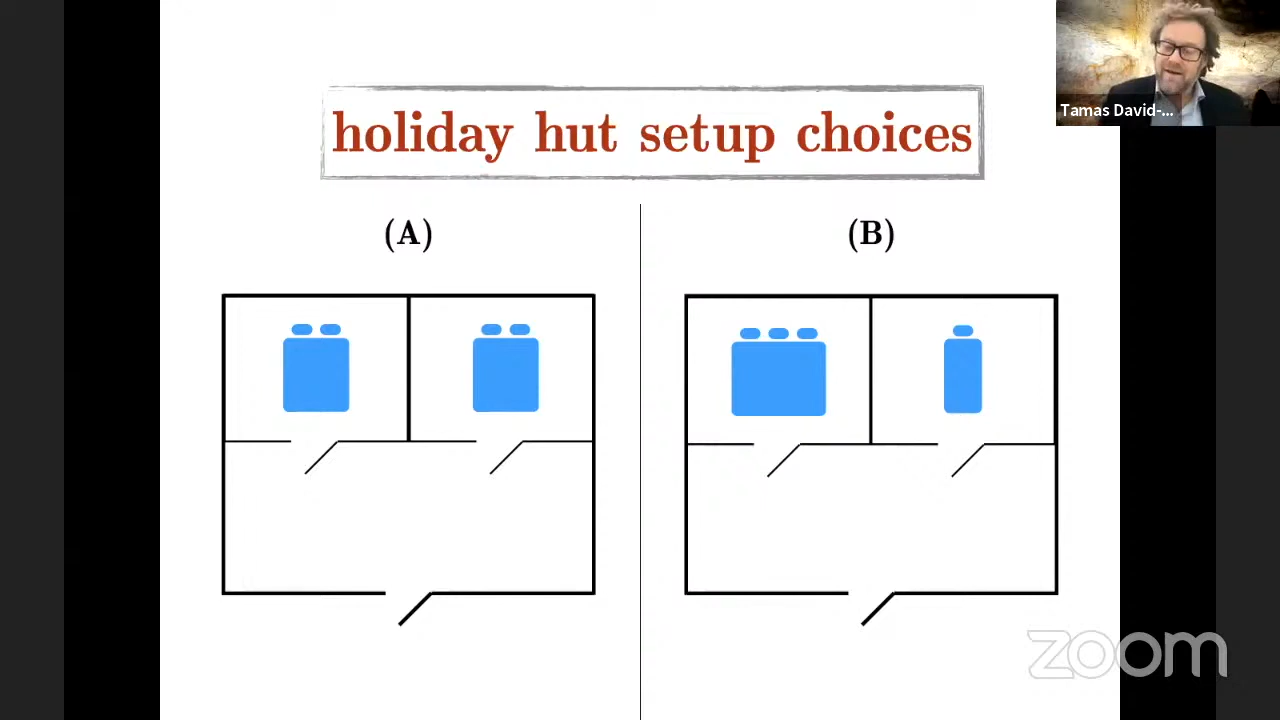 Tamas David-...
holiday hut setup choices
(A)
(B)
zoom